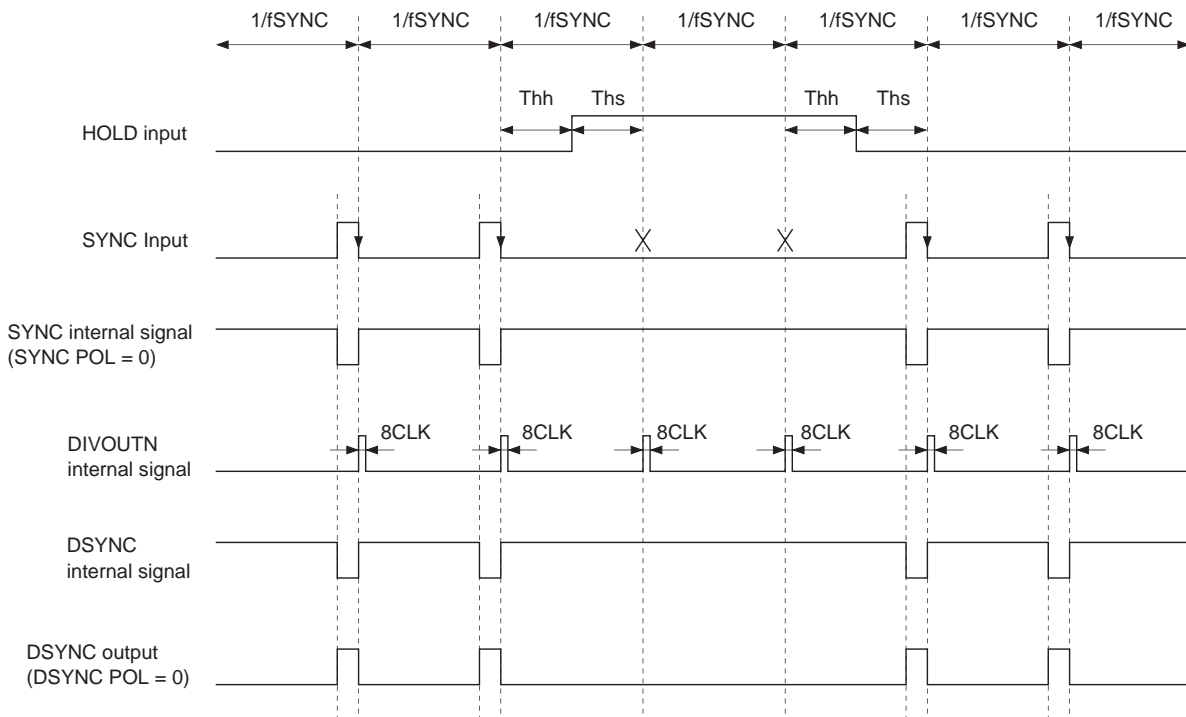 1/fSYNC 1/fSYNC 1/fSYNC 1/fSYNC 1/fSYNC 1/fSYNC 1/fSYNC
Thh Ths Thh Ths
HOLD input
SYNC Input
SYNC internal signal
(SYNC POL = 0)
8CLK 8CLK 8CLK 8CLK 8CLK 8CLK
DIVOUTN
internal signal
DSYNC
internal signal
DSYNC output
(DSYNC POL = 0)